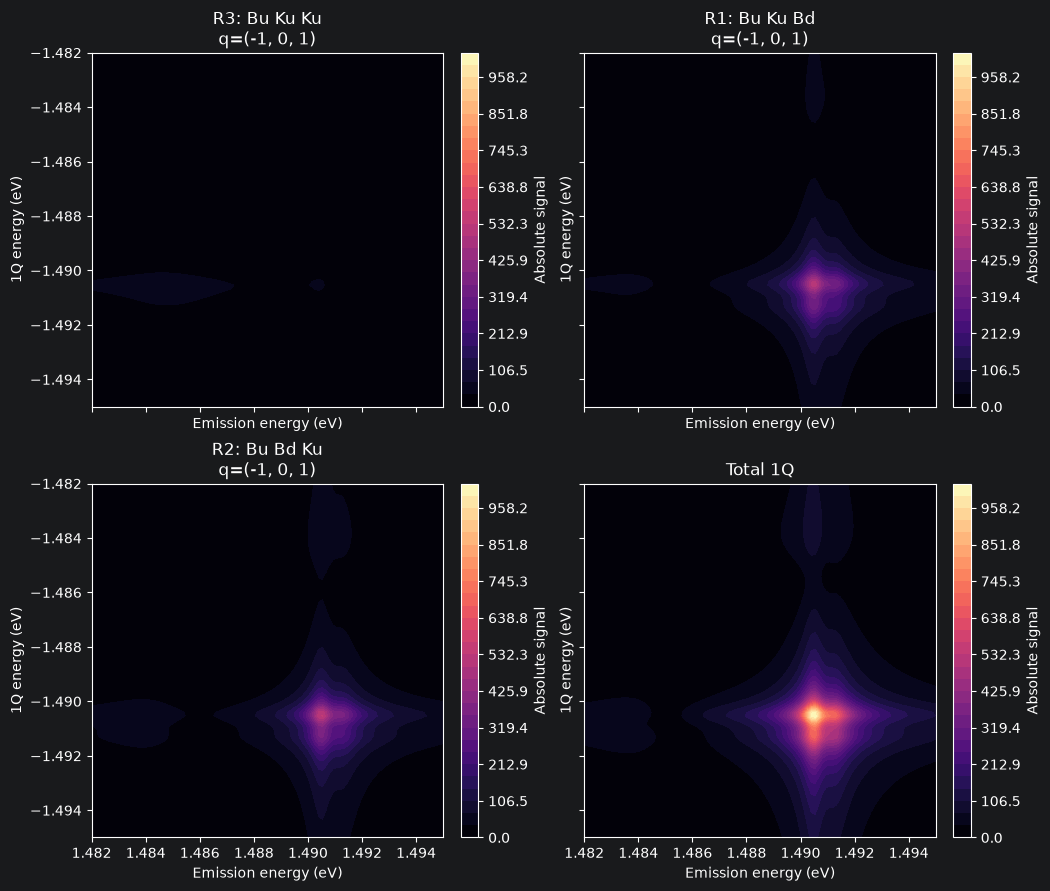 R3: Bu Ku Ku
q=(-1, 0, 1)
−1.482
−1.484
−1.486
−1.488
−1.490
−1.492
−1.494
1Q energy (eV)
Emission energy (eV)
958.2
851.8
745.3
638.8
532.3
425.9
319.4
212.9
106.5
0.0
Absolute signal
R1: Bu Ku Bd
q=(-1, 0, 1)
1Q energy (eV)
Emission energy (eV)
958.2
851.8
745.3
638.8
532.3
425.9
319.4
212.9
106.5
0.0
Absolute signal
R2: Bu Bd Ku
q=(-1, 0, 1)
−1.482
−1.484
−1.486
−1.488
−1.490
−1.492
−1.494
1Q energy (eV)
1.482 1.484 1.486 1.488 1.490 1.492 1.494
Emission energy (eV)
958.2
851.8
745.3
638.8
532.3
425.9
319.4
212.9
106.5
0.0
Absolute signal
Total 1Q
1Q energy (eV)
1.482 1.484 1.486 1.488 1.490 1.492 1.494
Emission energy (eV)
958.2
851.8
745.3
638.8
532.3
425.9
319.4
212.9
106.5
0.0
Absolute signal